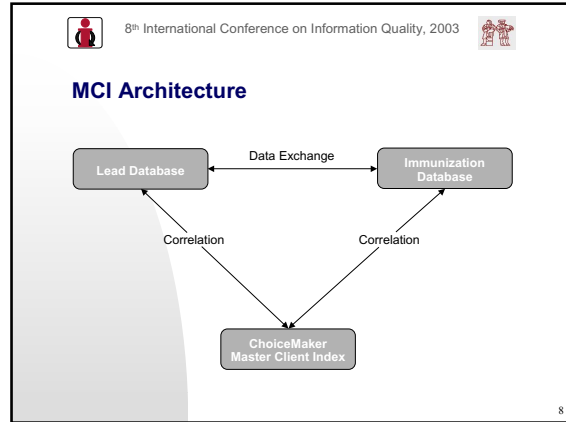 8th International Conference on Information Quality, 2003
MCI Architecture
Data Exchange
Lead Database
Immunization
Database
Correlation
Correlation
ChoiceMaker
Master Client Index
8